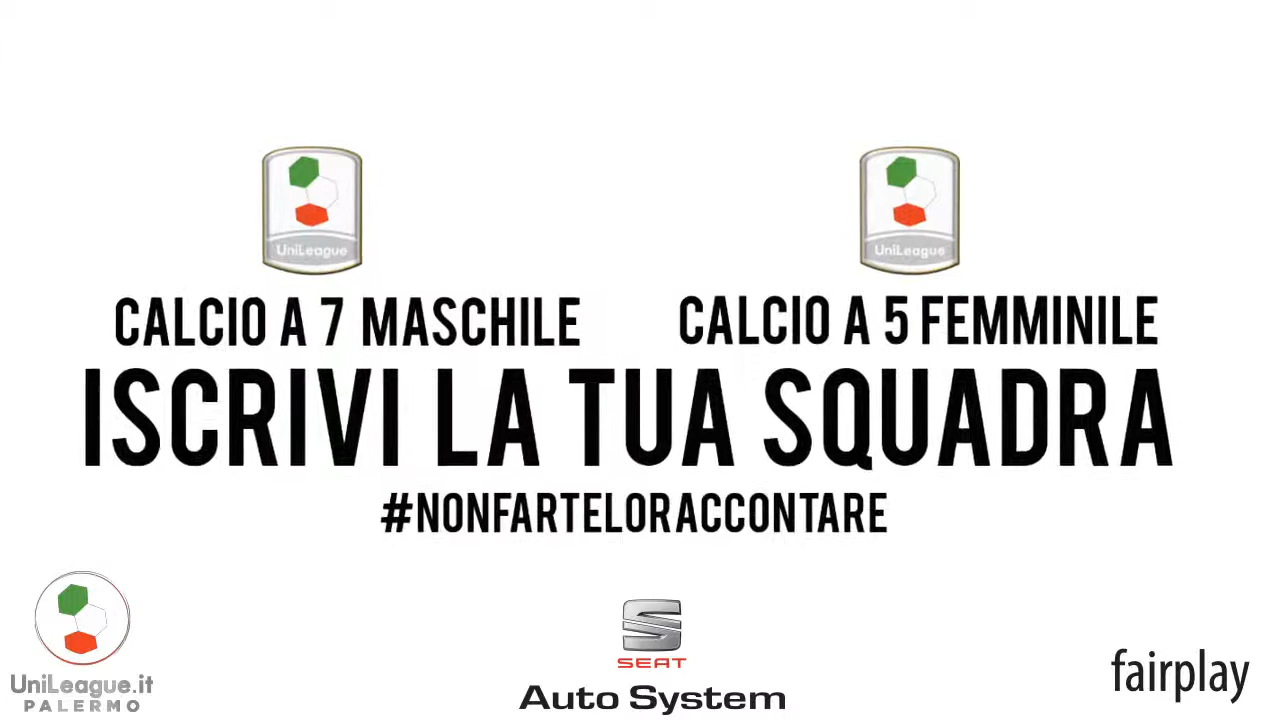 UniLeague
UniLeague
CALCIO A 7 MASCHILE
CALCIO A 5 FEMMINILE
ISCRIVI LA TUA SQUADRA
#NONFARTELORACCONTARE
UniLeague.it
PALERMO
SEAT
Auto System
fairplay